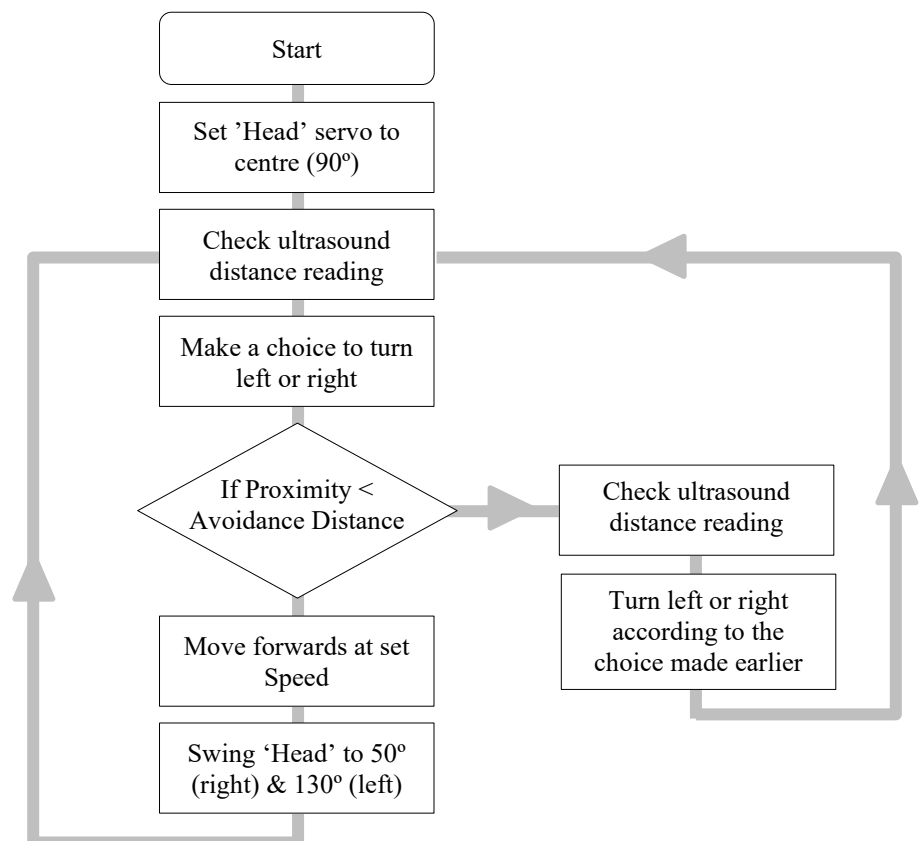 Start
Set ’Head’ servo to
centre (90º)
Check ultrasound
distance reading
Make a choice to turn
left or right
If Proximity <
Avoidance Distance
Check ultrasound
distance reading
Turn left or right
according to the
choice made earlier
Move forwards at set
Speed
Swing ‘Head’ to 50º
(right) & 130º (left)